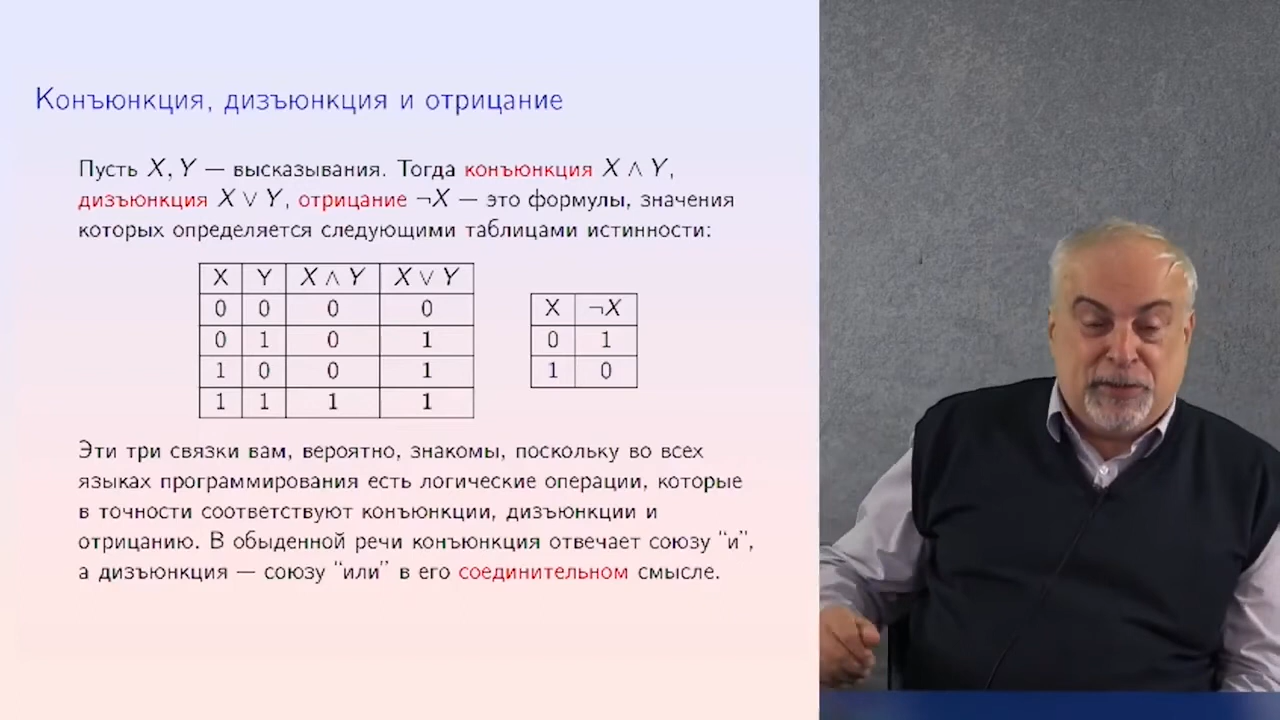 Конъюнкция, дизъюнкция и отрицание
Пусть X, Y — высказывания. Тогда конъюнкция X ∧ Y,
дизъюнкция X ∨ Y, отрицание ¬X — это формулы, значения
которых определяется следующими таблицами истинности:
X Y X ∧ Y X ∨ Y
0 0 0 0
0 1 0 1
1 0 0 1
1 1 1 1
X ¬X
0 1
1 0
Эти три связки вам, вероятно, знакомы, поскольку во всех
языках программирования есть логические операции, которые
в точности соответствуют конъюнкции, дизъюнкции и
отрицанию. В обыденной речи конъюнкция отвечает союзу “и”,
а дизъюнкция — союзу “или” в его соединительном смысле.